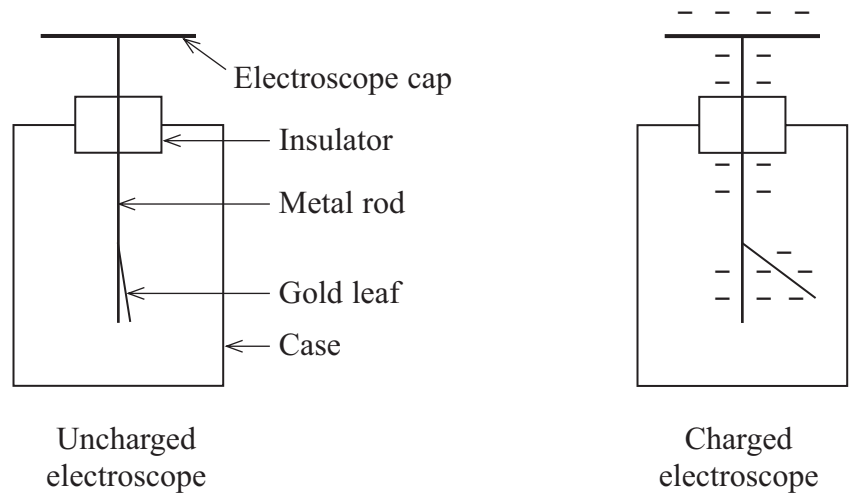 Electroscope cap
Insulator
Metal rod
Gold leaf
Case
Uncharged
electroscope
Charged
electroscope